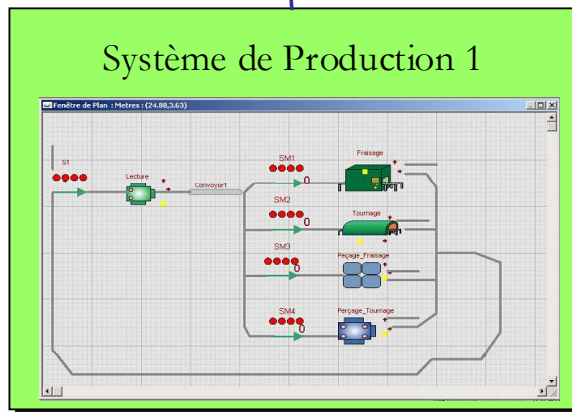 Système de Production 1
Fenêtre de Plan : Metres : (24.88,3.63)
S1
Lecture
Convoyor1
SM1
0
Fraisage
SM2
0
Tournage
SM3
0
Peçage_Fraisage
SM4
0
Perçage_Tournage